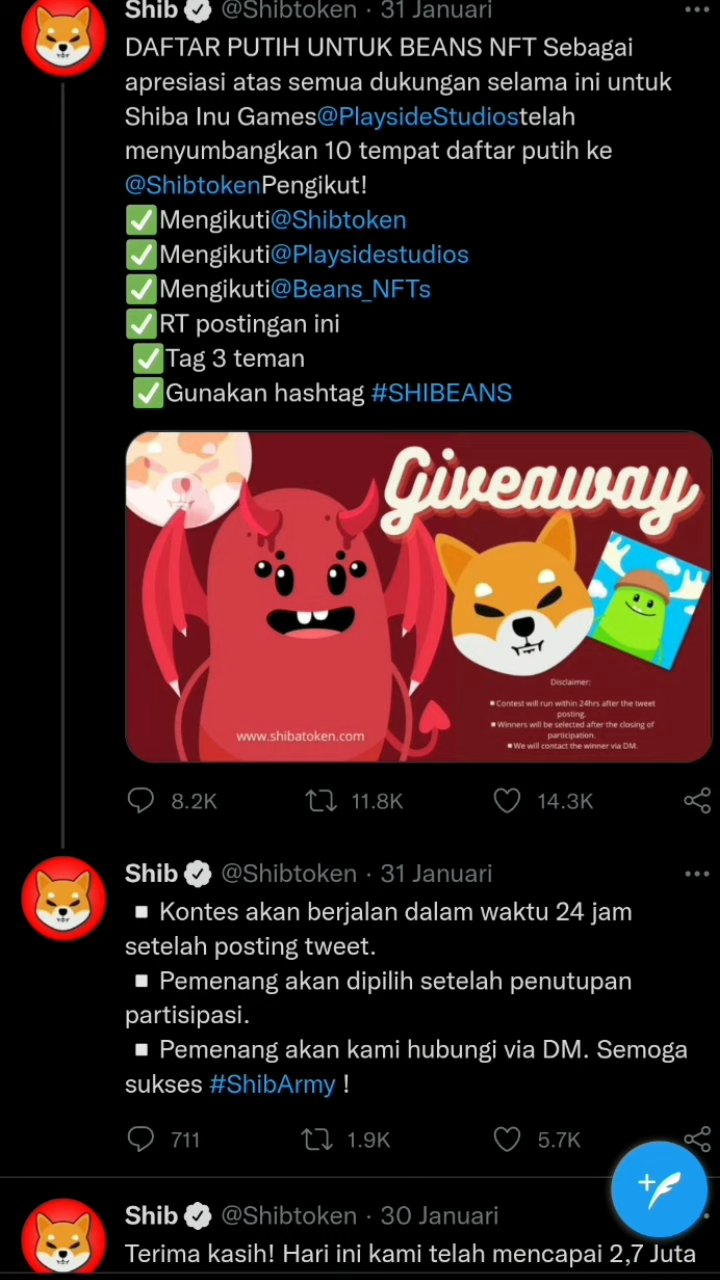 Shib @Shibtoken · 31 Januari
DAFTAR PUTIH UNTUK BEANS NFT Sebagai
apresiasi atas semua dukungan selama ini untuk
Shiba Inu Games@PlaysideStudiostelah
menyumbangkan 10 tempat daftar putih ke
@ShibtokenPengikut!
✅Mengikuti@Shibtoken
✅Mengikuti@Playsidestudios
✅Mengikuti@Beans_NFTs
✅RT postingan ini
✅Tag 3 teman
✅Gunakan hashtag #SHIBEANS
Giveaway
Disclaimer:
▪Contest will run within 24hrs after the tweet
posting.
▪Winners will be selected after the closing of
participation.
▪We will contact the winner via DM.
www.shibatoken.com
8.2K 11.8K 14.3K
Shib @Shibtoken · 31 Januari
▪ Kontes akan berjalan dalam waktu 24 jam
setelah posting tweet.
▪ Pemenang akan dipilih setelah penutupan
partisipasi.
▪ Pemenang akan kami hubungi via DM. Semoga
sukses #ShibArmy !
711 1.9K 5.7K
Shib @Shibtoken · 30 Januari
Terima kasih! Hari ini kami telah mencapai 2,7 Juta